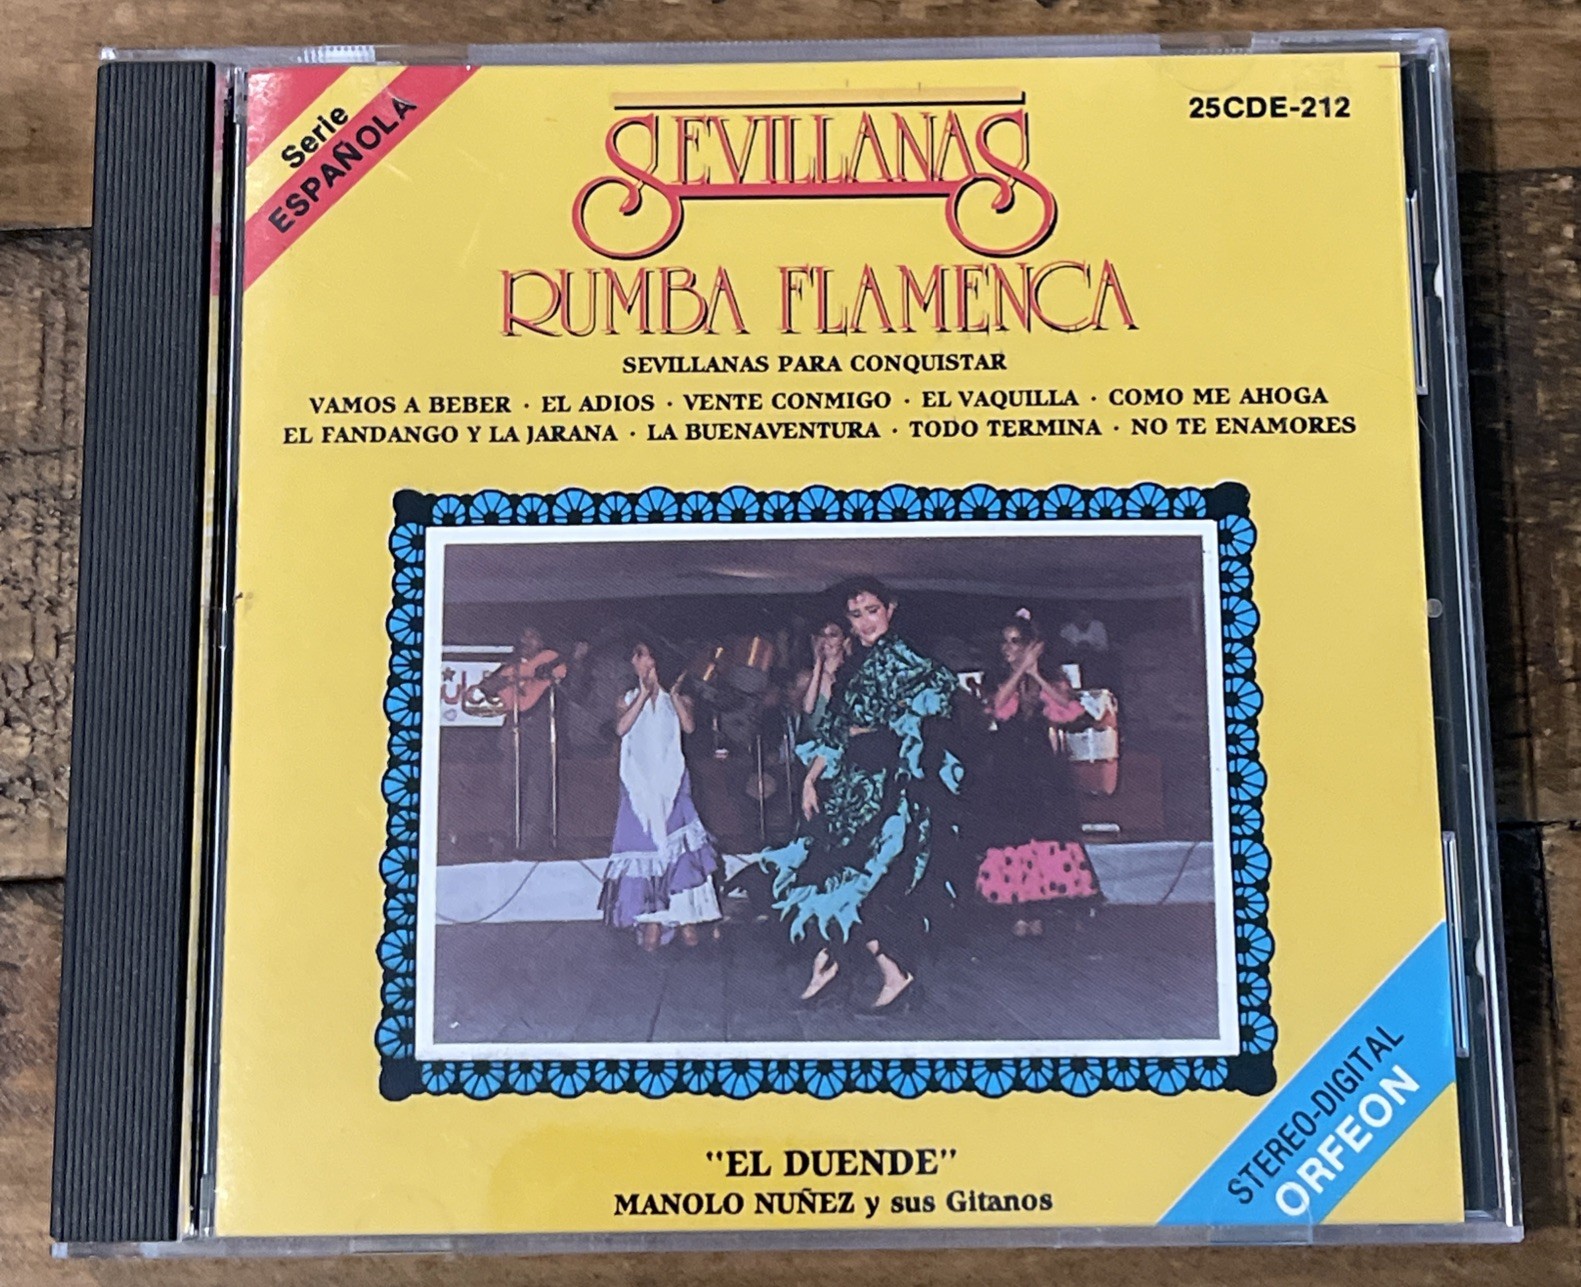 Serie
ESPAÑOLA
25CDE-212
SEVILLANAS
RUMBA FLAMENCA
SEVILLANAS PARA CONQUISTAR
VAMOS A BEBER · EL ADIOS · VENTE CONMIGO · EL VAQUILLA · COMO ME AHOGA
EL FANDANGO Y LA JARANA · LA BUENAVENTURA · TODO TERMINA · NO TE ENAMORES
"EL DUENDE"
MANOLO NUÑEZ y sus Gitanos
STEREO-DIGITAL
ORFEON